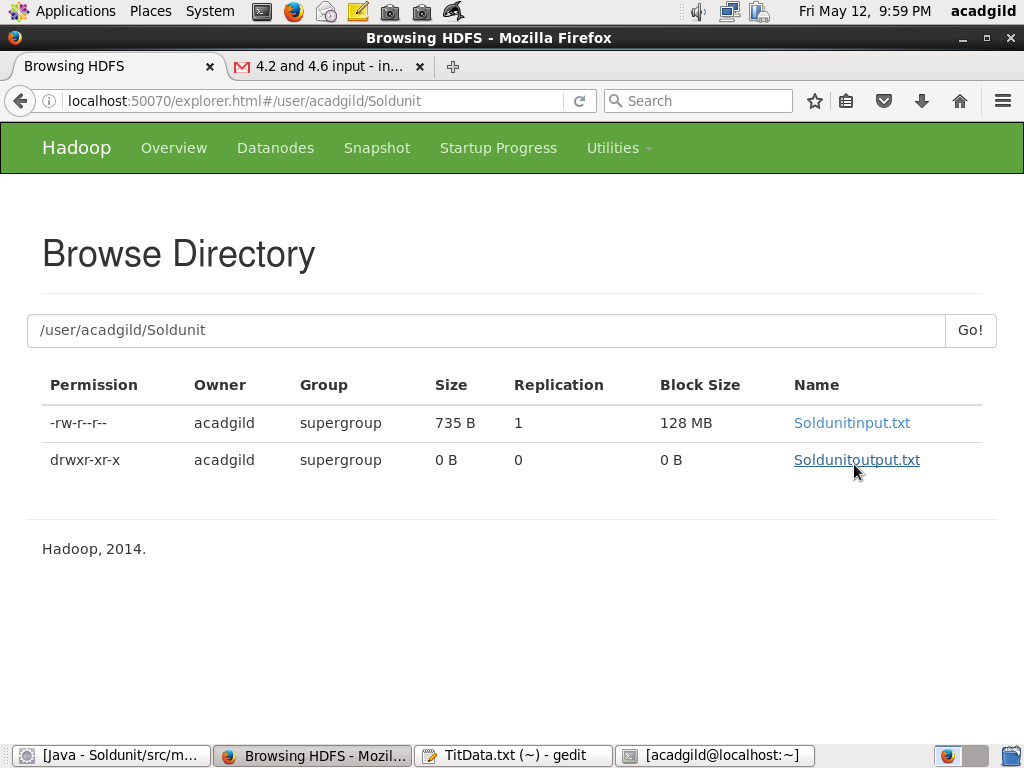 Applications Places System Fri May 12, 9:59 PM acadgild
Browsing HDFS - Mozilla Firefox
Browsing HDFS 4.2 and 4.6 input - in...
localhost:50070/explorer.html#/user/acadgild/Soldunit Search
Hadoop Overview Datanodes Snapshot Startup Progress Utilities
Browse Directory
/user/acadgild/Soldunit Go!
Permission Owner Group Size Replication Block Size Name
-rw-r--r-- acadgild supergroup 735 B 1 128 MB Soldunitinput.txt
drwxr-xr-x acadgild supergroup 0 B 0 0 B Soldunitoutput.txt
Hadoop, 2014.
[Java - Soldunit/src/m... Browsing HDFS - Mozil... TitData.txt (~) - gedit [acadgild@localhost:~]